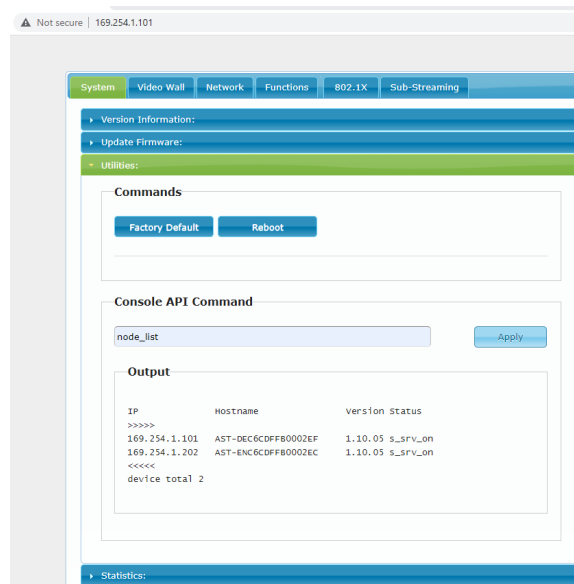 Not secure | 169.254.1.101
System Video Wall Network Functions 802.1X Sub-Streaming
Version Information:
Update Firmware:
Utilities:
Commands
Factory Default Reboot
Console API Command
node_list Apply
Output
IP Hostname Version Status
>>>>>
169.254.1.101 AST-DEC6CDFFB0002EF 1.10.05 s_srv_on
169.254.1.202 AST-ENC6CDFFB0002EC 1.10.05 s_srv_on
<<<<<
device total 2
Statistics: